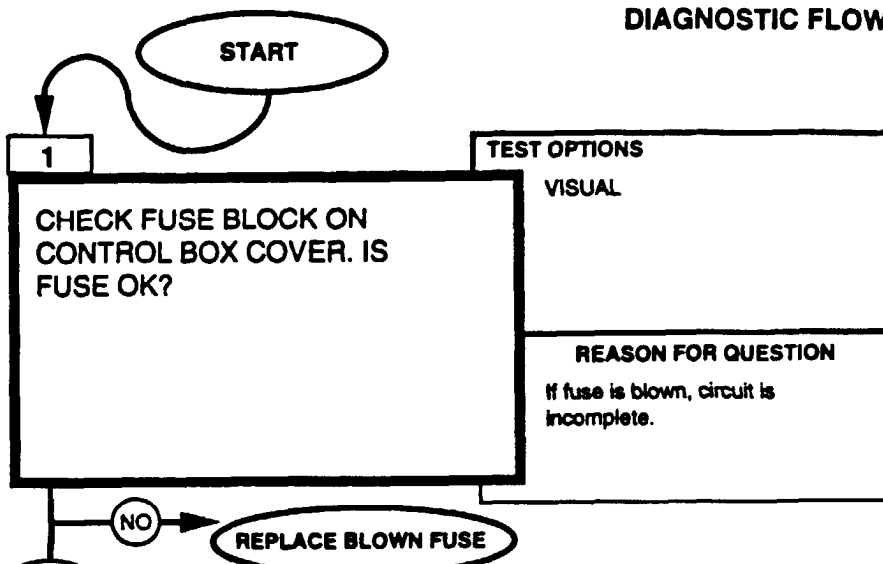 DIAGNOSTIC FLOW
START
1
TEST OPTIONS
VISUAL
CHECK FUSE BLOCK ON
CONTROL BOX COVER. IS
FUSE OK?
REASON FOR QUESTION
If fuse is blown, circuit is
incomplete.
NO
REPLACE BLOWN FUSE